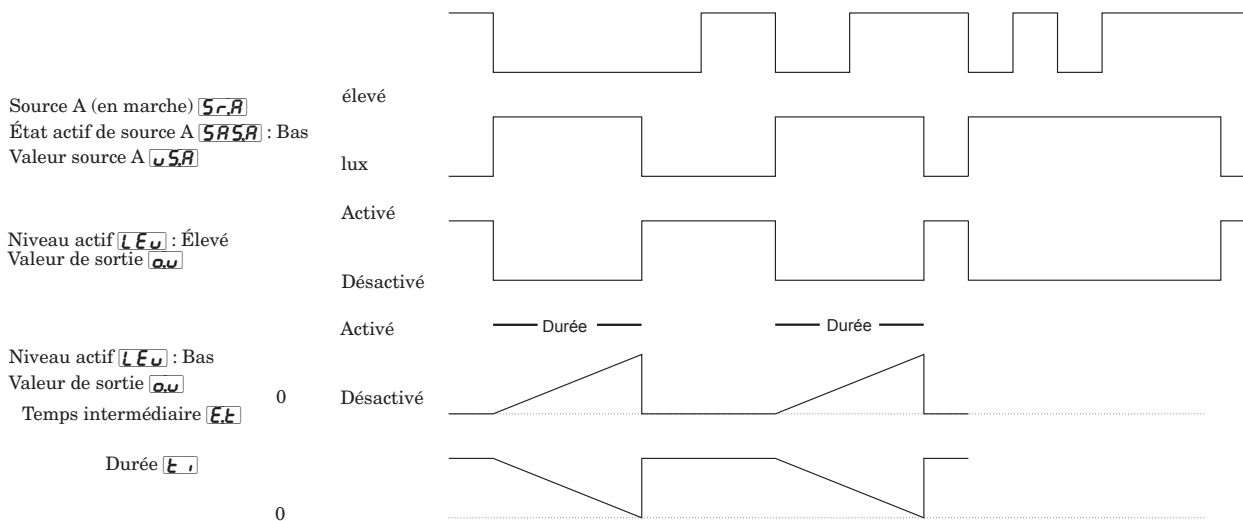 élevé
Source A (en marche) Sr.A
État actif de source A SAS.A : Bas
Valeur source A uS.A
lux
Activé
Niveau actif LEu : Élevé
Valeur de sortie o.u
Désactivé
Activé
Durée
Durée
Niveau actif LEu : Bas
Valeur de sortie o.u
0
Désactivé
Temps intermédiaire E.t
Durée ti
0